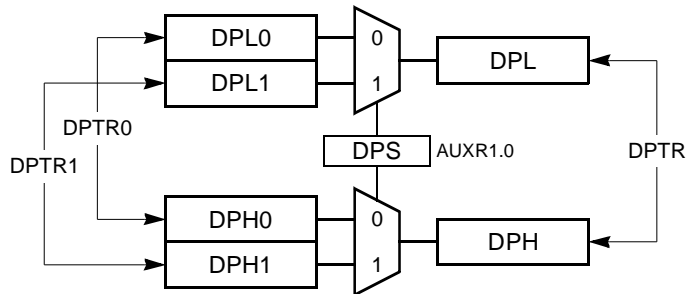 DPL0
0
DPL
DPL1
1
DPTR0
DPS
AUXR1.0
DPTR
DPTR1
DPH0
0
DPH
DPH1
1